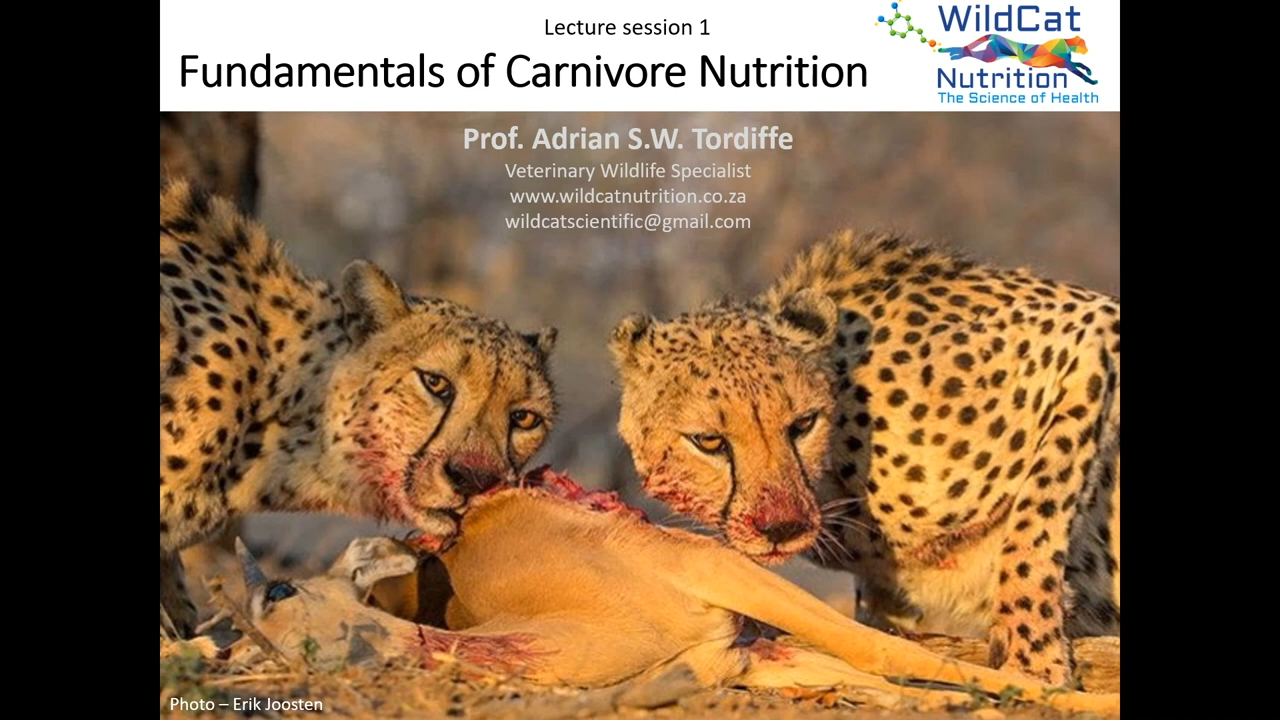 Lecture session 1
Fundamentals of Carnivore Nutrition
WildCat
Nutrition
The Science of Health
Prof. Adrian S.W. Tordiffe
Veterinary Wildlife Specialist
www.wildcatnutrition.co.za
wildcatscientific@gmail.com
Photo – Erik Joosten